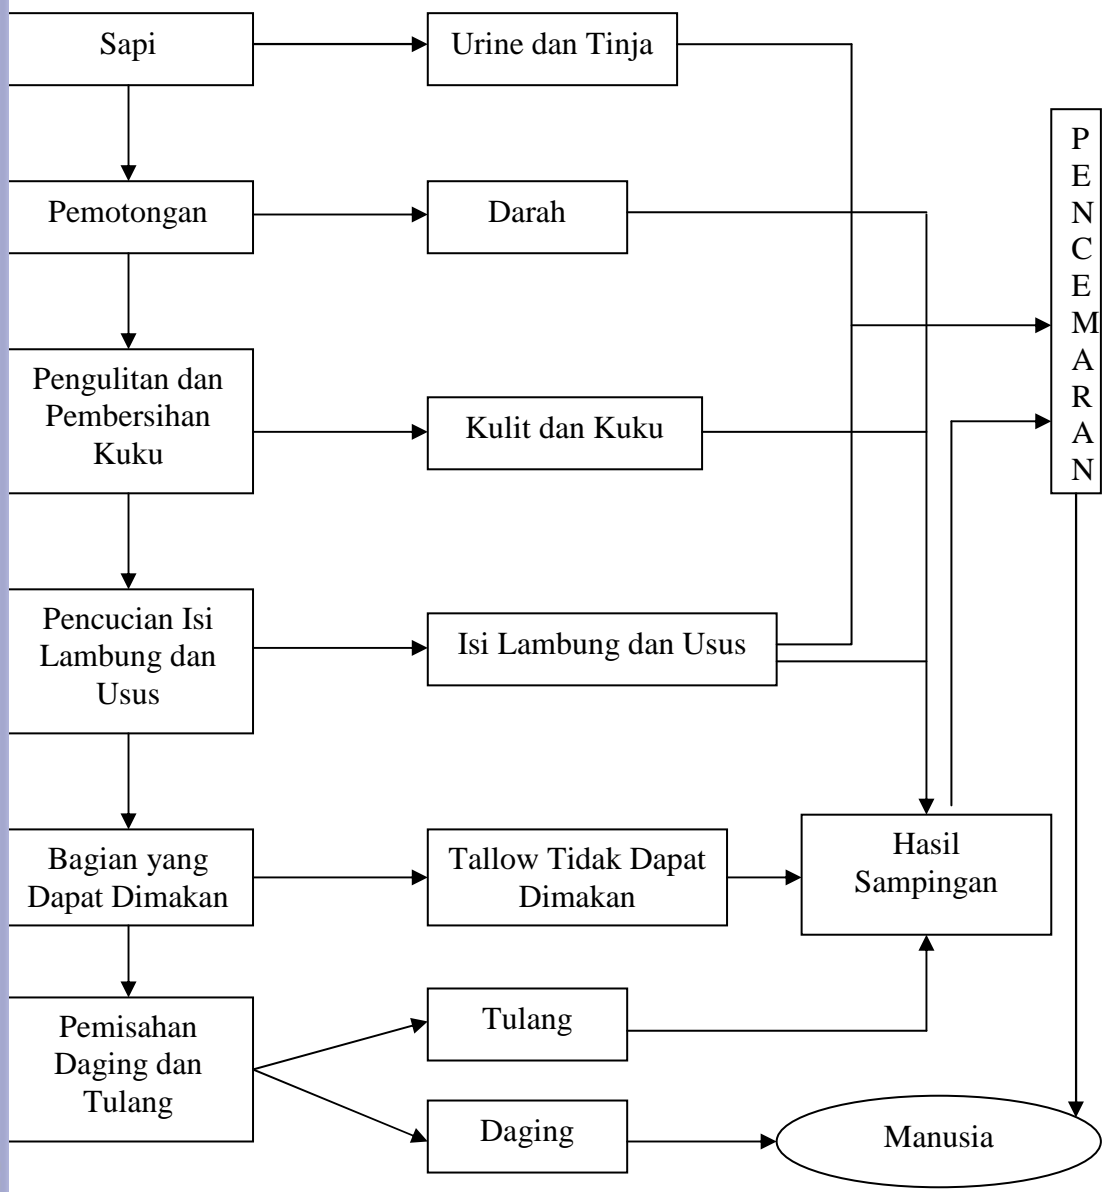 Sapi
Urine dan Tinja
P
E
N
C
E
M
A
R
A
N
Pemotongan
Darah
Pengulitan dan
Pembersihan
Kuku
Kulit dan Kuku
Pencucian Isi
Lambung dan
Usus
Isi Lambung dan Usus
Bagian yang
Dapat Dimakan
Tallow Tidak Dapat
Dimakan
Hasil
Sampingan
Pemisahan
Daging dan
Tulang
Tulang
Daging
Manusia